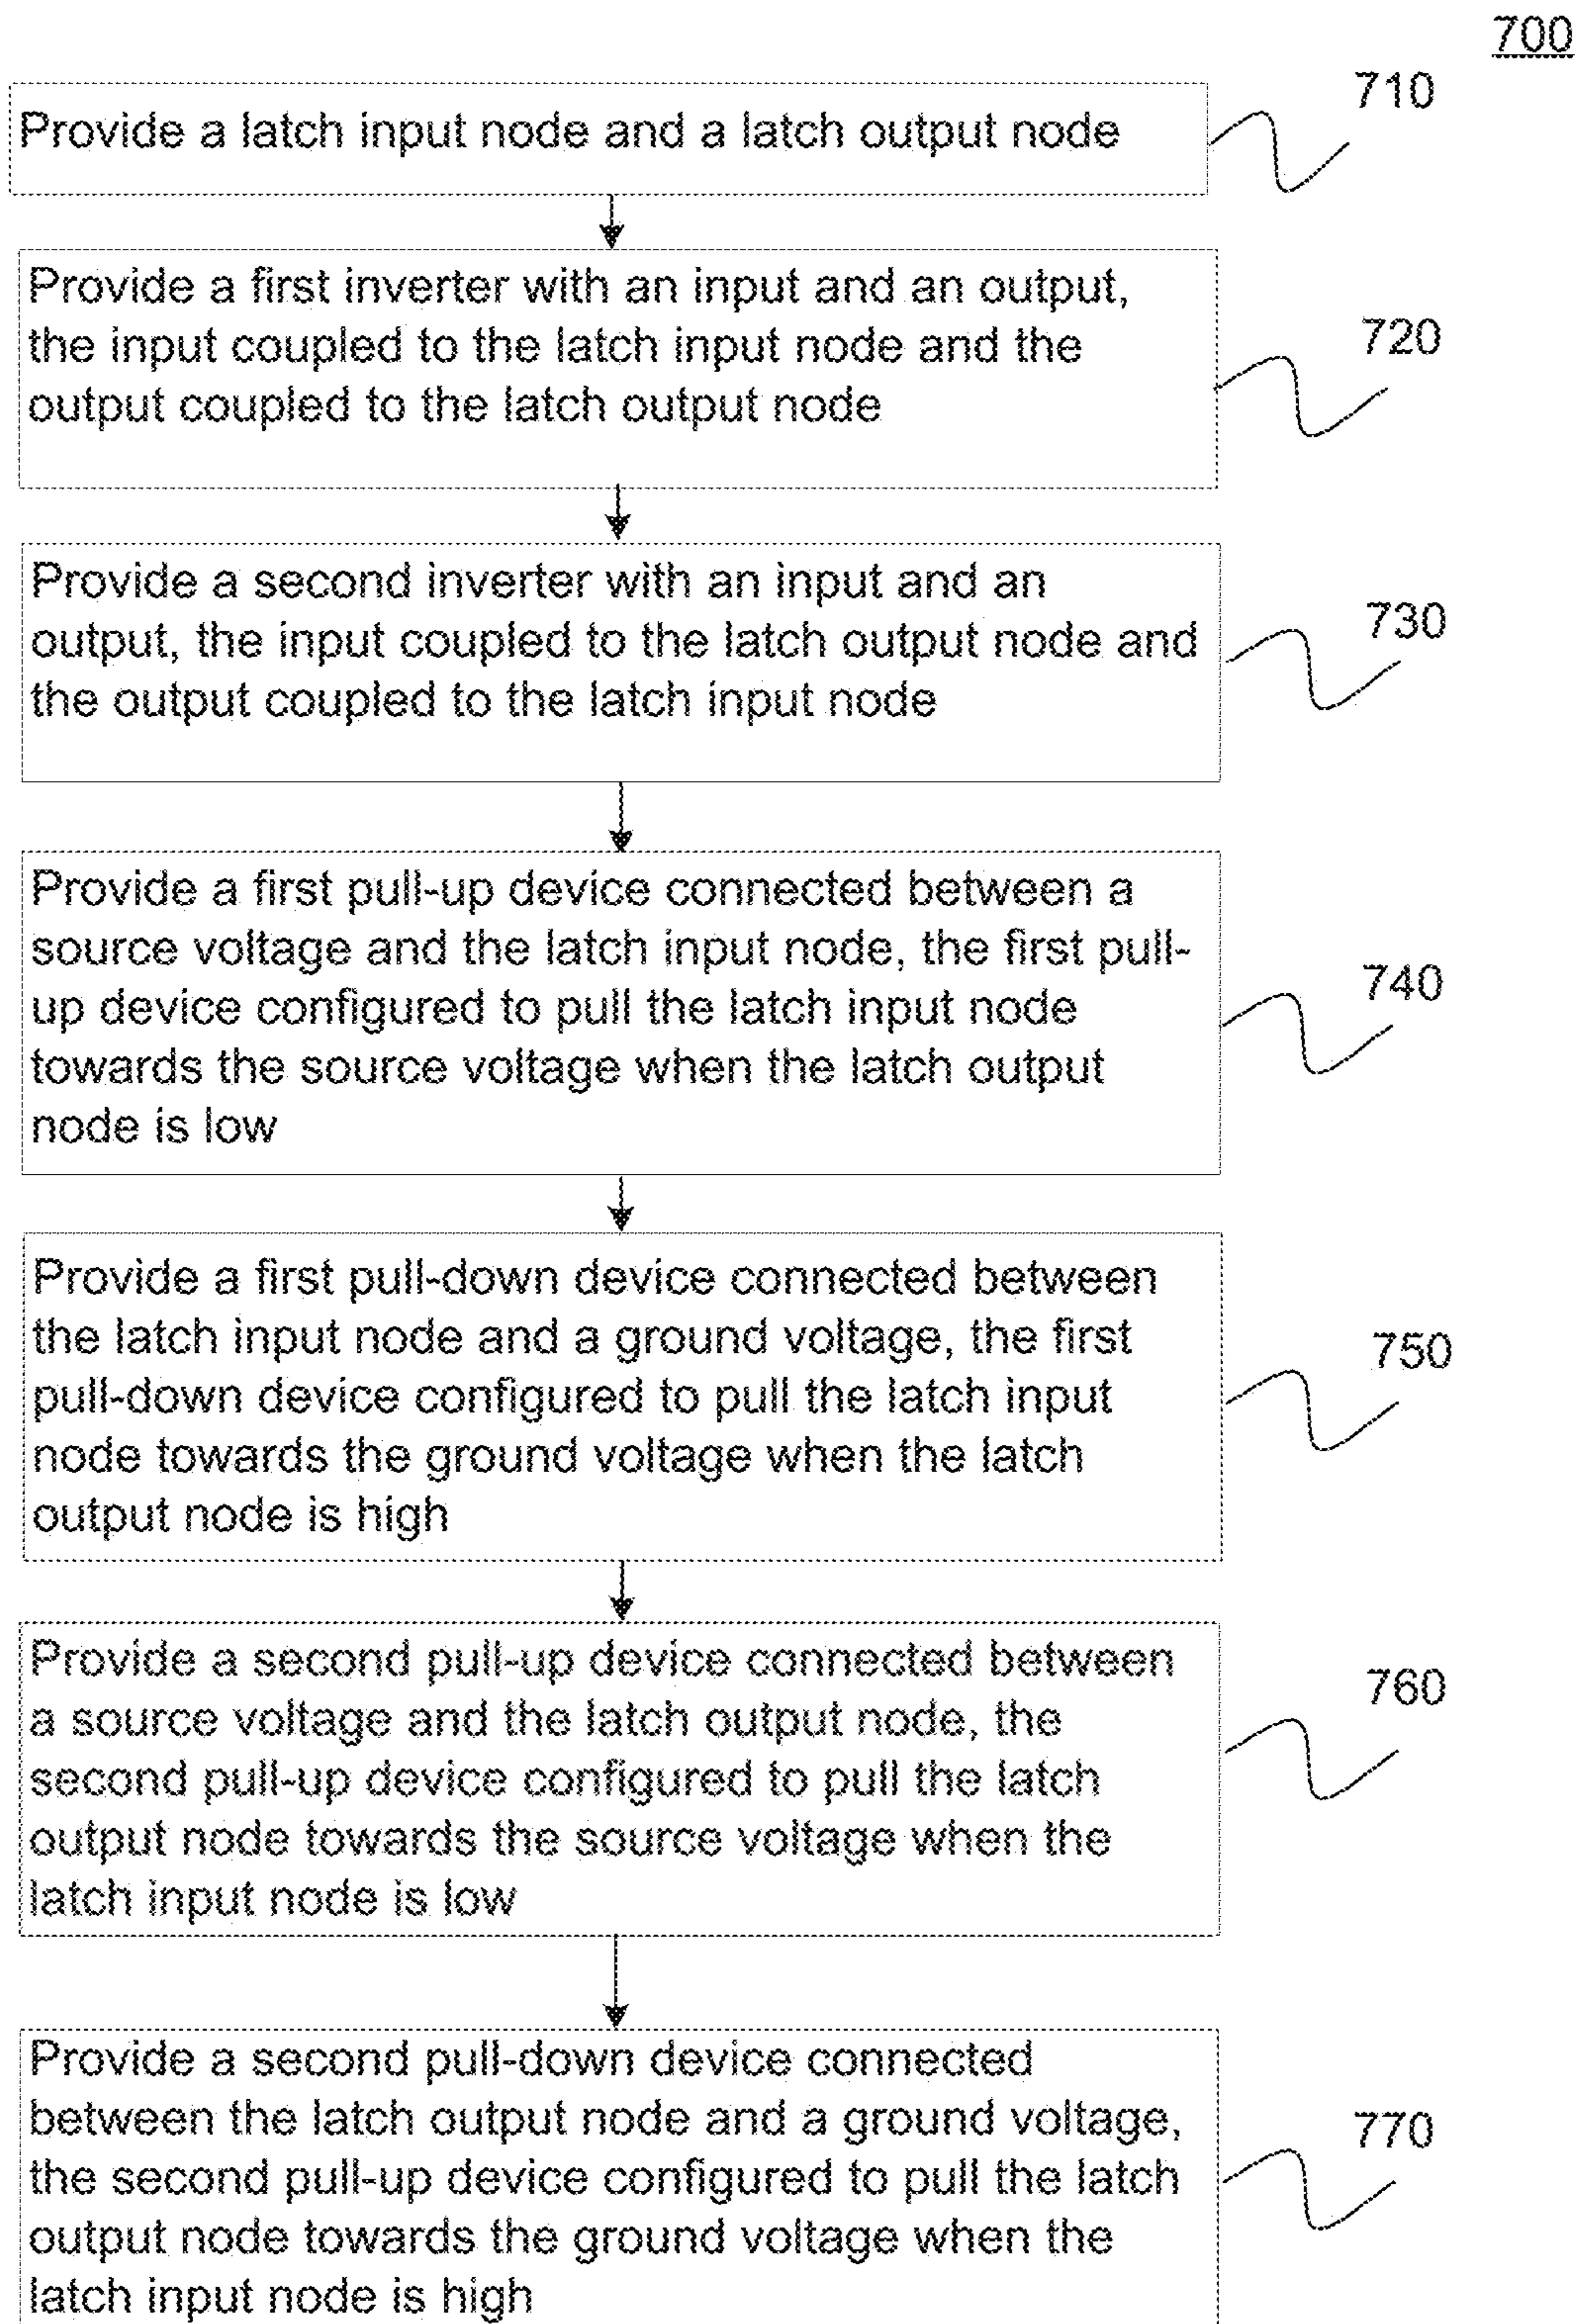 700
Provide a latch input node and a latch output node
710
Provide a first inverter with an input and an output,
the input coupled to the latch input node and the
output coupled to the latch output node
720
Provide a second inverter with an input and an
output, the input coupled to the latch output node and
the output coupled to the latch input node
730
Provide a first pull-up device connected between a
source voltage and the latch input node, the first pull-
up device configured to pull the latch input node
towards the source voltage when the latch output
node is low
740
Provide a first pull-down device connected between
the latch input node and a ground voltage, the first
pull-down device configured to pull the latch input
node towards the ground voltage when the latch
output node is high
750
Provide a second pull-up device connected between
a source voltage and the latch output node, the
second pull-up device configured to pull the latch
output node towards the source voltage when the
latch input node is low
760
Provide a second pull-down device connected
between the latch output node and a ground voltage,
the second pull-up device configured to pull the latch
output node towards the ground voltage when the
latch input node is high
770